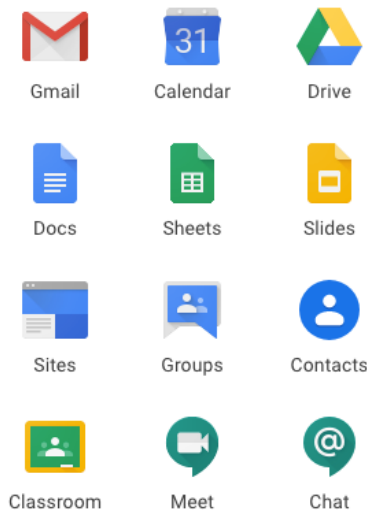 Gmail
31
Calendar
Drive
Docs
Sheets
Slides
Sites
Groups
Contacts
Classroom
@
Meet
Chat